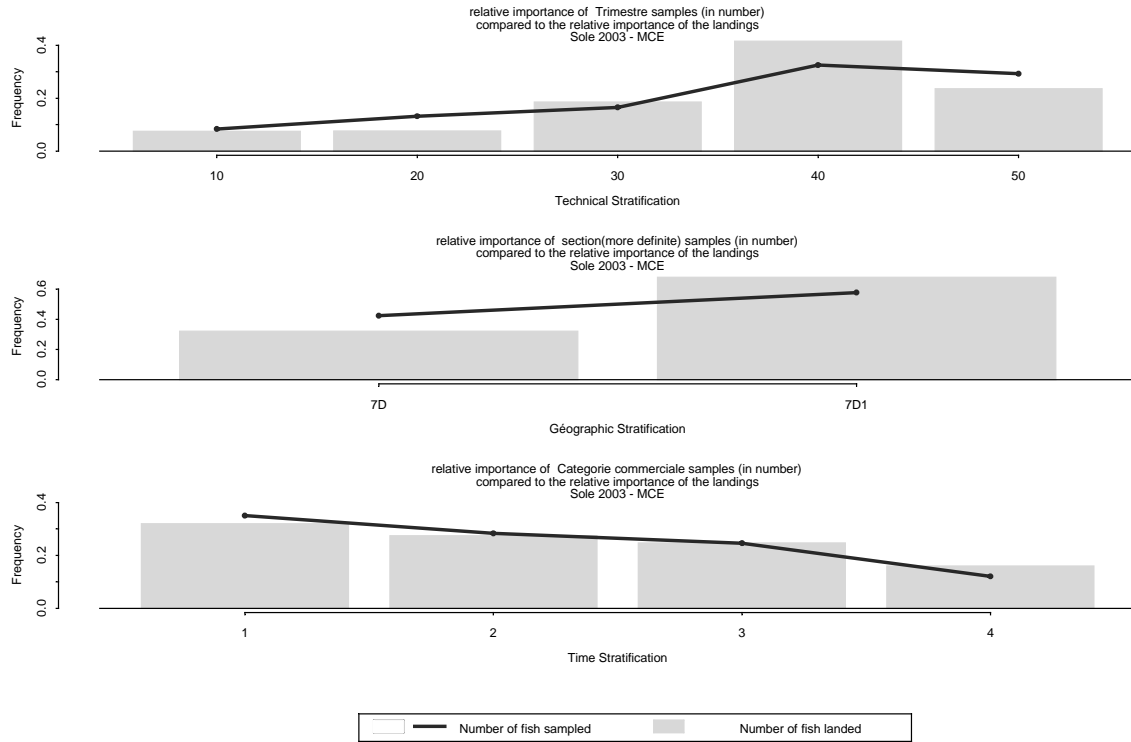 relative importance of Trimestre samples (in number)
compared to the relative importance of the landings
Sole 2003 - MCE
Frequency
0.4
0.2
0.0
10 20 30 40 50
Technical Stratification
relative importance of section(more definite) samples (in number)
compared to the relative importance of the landings
Sole 2003 - MCE
Frequency
0.6
0.4
0.2
0.0
7D 7D1
Géographic Stratification
relative importance of Categorie commerciale samples (in number)
compared to the relative importance of the landings
Sole 2003 - MCE
Frequency
0.4
0.2
0.0
1 2 3 4
Time Stratification
Number of fish sampled Number of fish landed